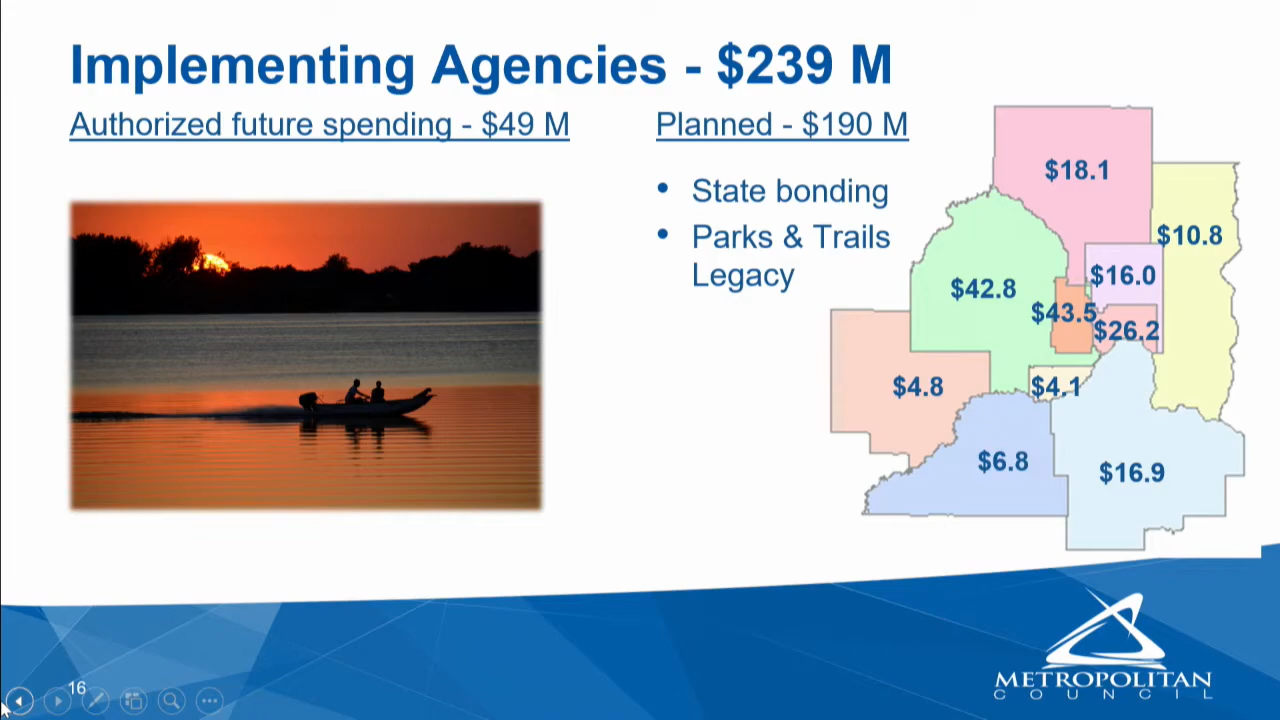 Implementing Agencies - $239 M
Authorized future spending - $49 M
Planned - $190 M
• State bonding
• Parks & Trails
Legacy
$18.1
$10.8
$16.0
$42.8
$43.5
$26.2
$4.8
$4.1
$6.8
$16.9
METROPOLITAN
COUNCIL
16